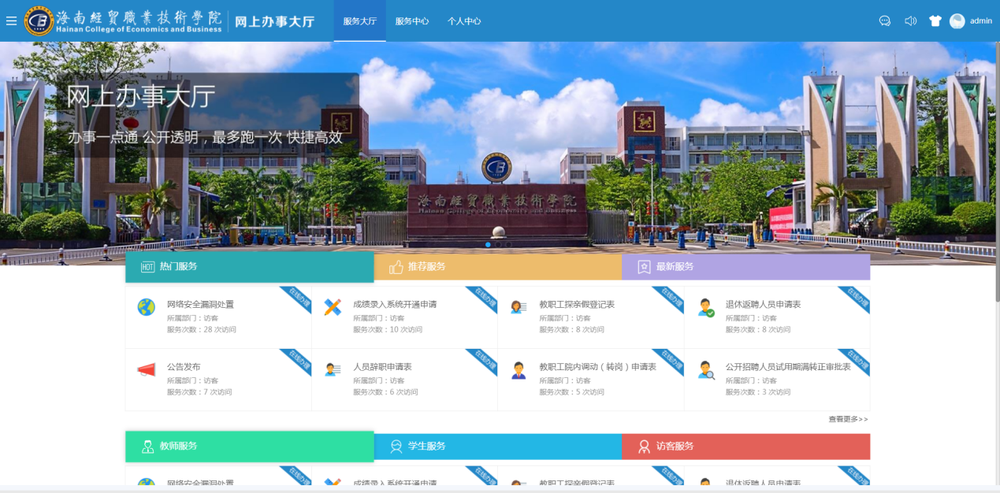 海南經貿職業技術學院
Hainan College of Economics and Business
网上办事大厅
服务大厅 服务中心 个人中心
admin
网上办事大厅
办事一点通 公开透明，最多跑一次 快捷高效
海南經貿職業技術學院
Hainan College of Economics and Business
HOT 热门服务
推荐服务
最新服务
网络安全漏洞处置
所属部门：访客
服务次数：28 次访问
在线办理
成绩录入系统开通申请
所属部门：访客
服务次数：10 次访问
在线办理
教职工探亲假登记表
所属部门：访客
服务次数：8 次访问
在线办理
退休返聘人员申请表
所属部门：访客
服务次数：8 次访问
在线办理
公告发布
所属部门：访客
服务次数：7 次访问
在线办理
人员辞职申请表
所属部门：访客
服务次数：6 次访问
在线办理
教职工院内调动（转岗）申请表
所属部门：访客
服务次数：5 次访问
在线办理
公开招聘人员试用期满转正审批表
所属部门：访客
服务次数：3 次访问
在线办理
查看更多>>
教师服务
学生服务
访客服务
网络安全漏洞处置
在线办理
成绩录入系统开通申请
在线办理
教职工探亲假登记表
在线办理
退休返聘人员申请表
在线办理